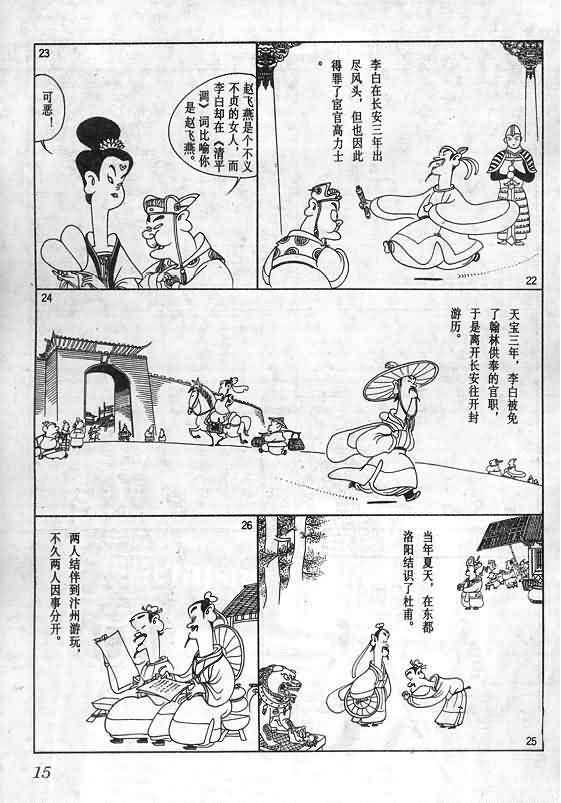 22
李白在长安三年出
尽风头，但也因此
得罪了宦官高力士
。
23
赵飞燕是个不义
不贞的女人，而
李白却在《清平
调》词比喻你
是赵飞燕。
可恶！
24
天宝三年，李白被免
了翰林供奉的官职，
于是离开长安往开封
游历。
25
当年夏天，在东都
洛阳结识了杜甫。
26
两人结伴到汴州游玩，
不久两人因事分开。
15